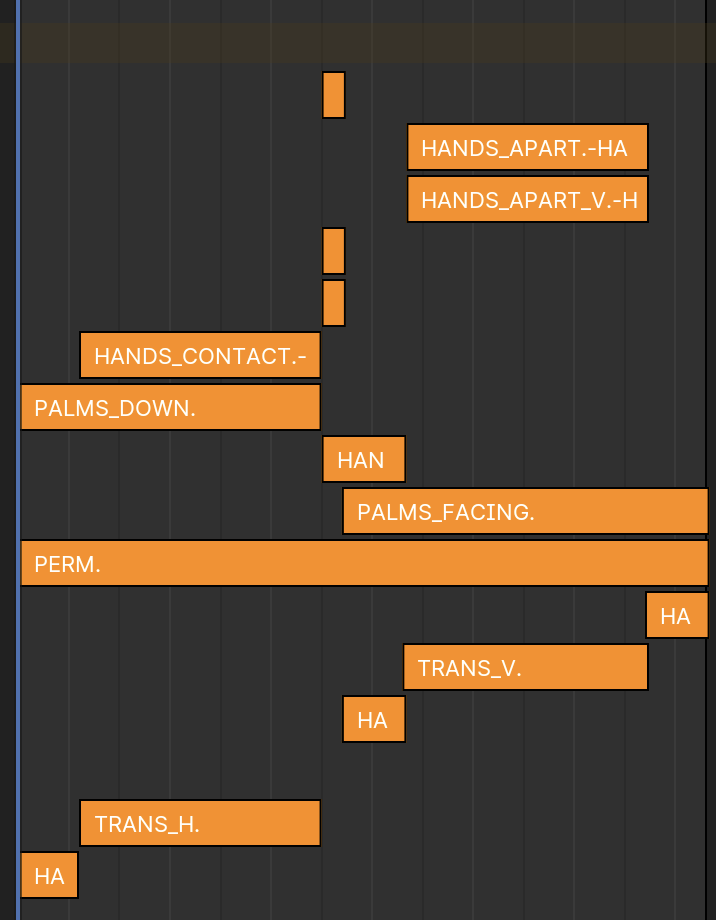 HANDS_APART.-HA
HANDS_APART_V.-H
HANDS_CONTACT.-
PALMS_DOWN.
HAN
PALMS_FACING.
PERM.
HA
TRANS_V.
HA
TRANS_H.
HA